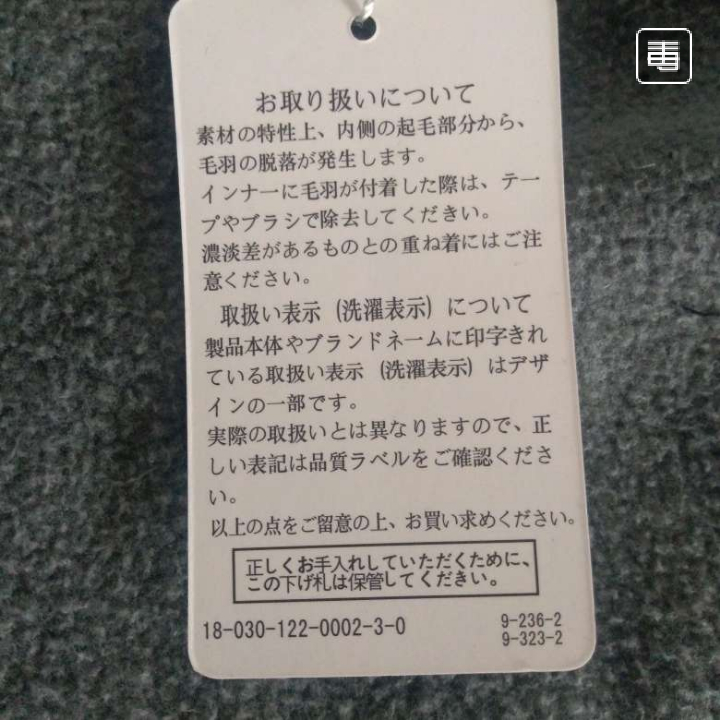 お取り扱いについて
素材の特性上、内側の起毛部分から、
毛羽の脱落が発生します。
インナーに毛羽が付着した際は、テー
プやブラシで除去してください。
濃淡差があるものとの重ね着にはご注
意ください。
取扱い表示（洗濯表示）について
製品本体やブランドネームに印字され
ている取扱い表示（洗濯表示）はデザ
インの一部です。
実際の取扱いとは異なりますので、正
しい表記は品質ラベルをご確認くださ
い。
以上の点をご留意の上、お買い求めください。
正しくお手入れしていただくために、
この下げ札は保管してください。
18-030-122-0002-3-0
9-236-2
9-323-2